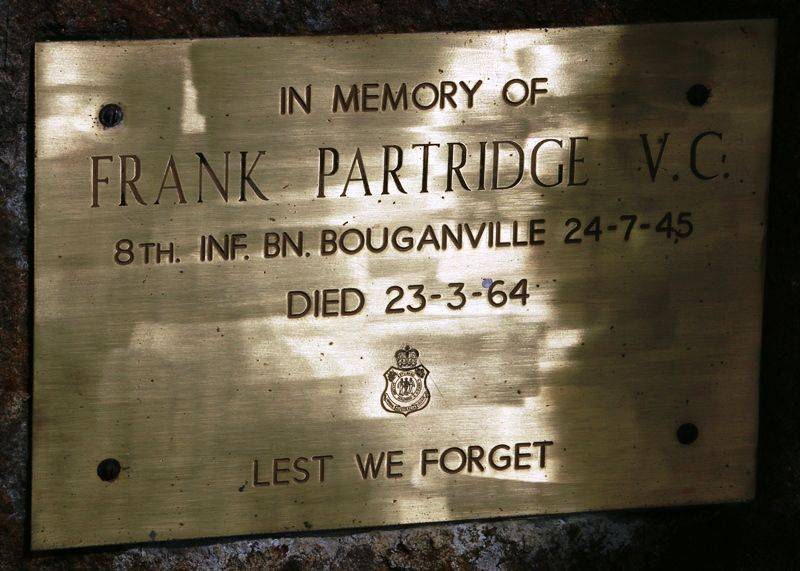 IN MEMORY OF
FRANK PARTRIDGE V.C.
8TH. INF. BN. BOUGANVILLE 24-7-45
DIED 23-3-64
LEST WE FORGET